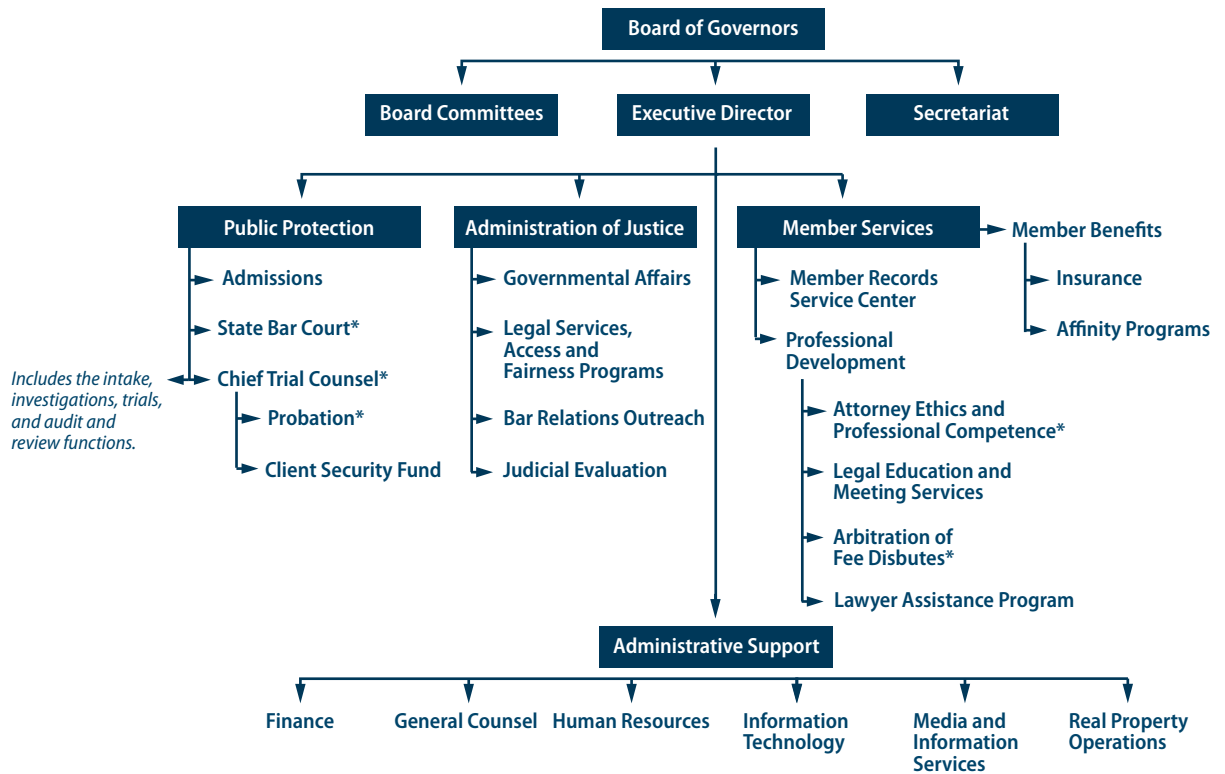 Board of Governors
Board Committees
Executive Director
Secretariat
Public Protection
Admissions
State Bar Court*
Chief Trial Counsel*
Includes the intake,
investigations, trials,
and audit and
review functions.
Probation*
Client Security Fund
Administration of Justice
Governmental Affairs
Legal Services,
Access and
Fairness Programs
Bar Relations Outreach
Judicial Evaluation
Member Services
Member Records
Service Center
Professional
Development
Attorney Ethics and
Professional Competence*
Legal Education and
Meeting Services
Arbitration of
Fee Disbutes*
Lawyer Assistance Program
Member Benefits
Insurance
Affinity Programs
Administrative Support
Finance
General Counsel
Human Resources
Information
Technology
Media and
Information
Services
Real Property
Operations